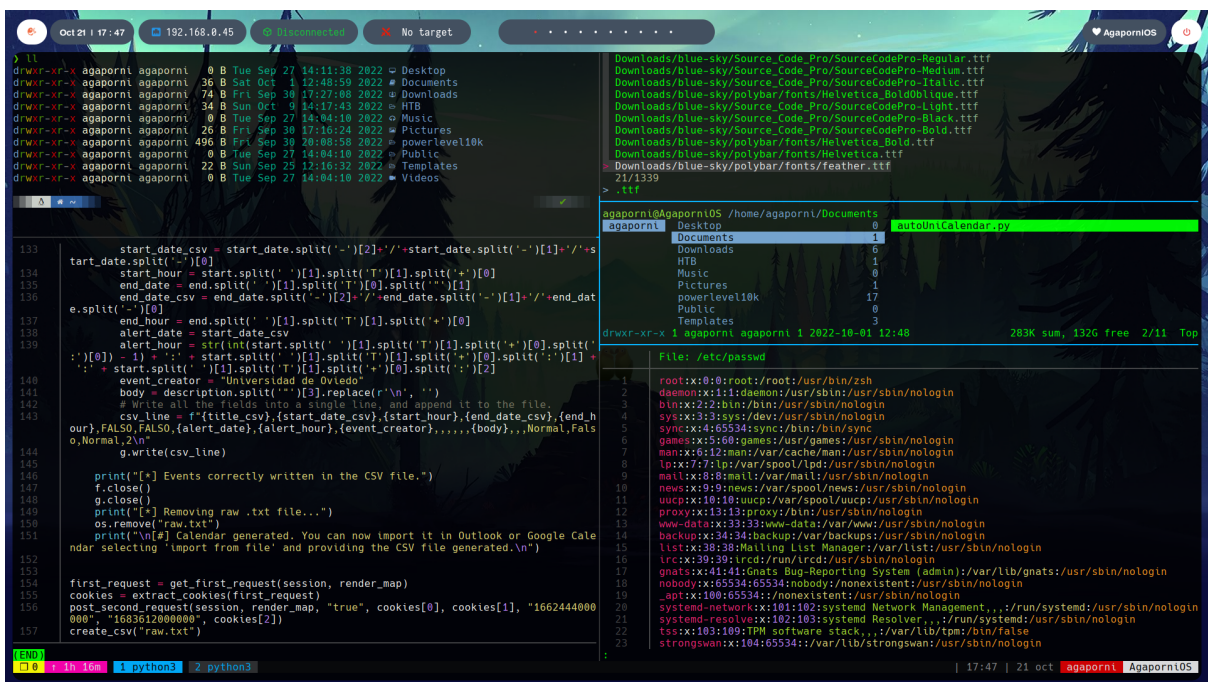 Oct 21 | 17:47 192.168.0.45 Disconnected No target AgaporniOS
❯ ll
drwxr-xr-x agaporni agaporni 0 B Tue Sep 27 14:11:38 2022 Desktop
drwxr-xr-x agaporni agaporni 36 B Sat Oct 1 12:48:59 2022 Documents
drwxr-xr-x agaporni agaporni 74 B Fri Sep 30 17:27:08 2022 Downloads
drwxr-xr-x agaporni agaporni 34 B Sun Oct 9 14:17:43 2022 HTB
drwxr-xr-x agaporni agaporni 0 B Tue Sep 27 14:04:10 2022 Music
drwxr-xr-x agaporni agaporni 26 B Fri Sep 30 17:16:24 2022 Pictures
drwxr-xr-x agaporni agaporni 496 B Fri Sep 30 20:08:58 2022 powerlevel10k
drwxr-xr-x agaporni agaporni 0 B Tue Sep 27 14:04:10 2022 Public
drwxr-xr-x agaporni agaporni 22 B Sun Sep 25 12:16:32 2022 Templates
drwxr-xr-x agaporni agaporni 0 B Tue Sep 27 14:04:10 2022 Videos
~ ✔
133 start_date_csv = start_date.split('-')[2]+'/'+start_date.split('-')[1]+'/'+s
tart_date.split('-')[0]
134 start_hour = start.split(' ')[1].split('T')[1].split('+')[0]
135 end_date = end.split(' ')[1].split('T')[0].split('"')[1]
136 end_date_csv = end_date.split('-')[2]+'/'+end_date.split('-')[1]+'/'+end_dat
e.split('-')[0]
137 end_hour = end.split(' ')[1].split('T')[1].split('+')[0]
138 alert_date = start_date_csv
139 alert_hour = str(int(start.split(' ')[1].split('T')[1].split('+')[0].split('
:')[0]) - 1) + ':' + start.split(' ')[1].split('T')[1].split('+')[0].split(':')[1] +
':' + start.split(' ')[1].split('T')[1].split('+')[0].split(':')[2]
140 event_creator = "Universidad de Oviedo"
141 body = description.split('"')[3].replace(r'\n', '')
142 # Write all the fields into a single line, and append it to the file.
143 csv_line = f"{title_csv},{start_date_csv},{start_hour},{end_date_csv},{end_h
our},FALSO,FALSO,{alert_date},{alert_hour},{event_creator},,,,,,{body},,,Normal,Fals
o,Normal,2\n"
144 g.write(csv_line)
145
146 print("[*] Events correctly written in the CSV file.")
147 f.close()
148 g.close()
149 print("[*] Removing raw .txt file...")
150 os.remove("raw.txt")
151 print("\n[#] Calendar generated. You can now import it in Outlook or Google Cale
ndar selecting 'import from file' and providing the CSV file generated.\n")
152
153
154 first_request = get_first_request(session, render_map)
155 cookies = extract_cookies(first_request)
156 post_second_request(session, render_map, "true", cookies[0], cookies[1], "1662444000
000", "1683612000000", cookies[2])
157 create_csv("raw.txt")
(END)
Downloads/blue-sky/Source_Code_Pro/SourceCodePro-Regular.ttf
Downloads/blue-sky/Source_Code_Pro/SourceCodePro-Medium.ttf
Downloads/blue-sky/Source_Code_Pro/SourceCodePro-Italic.ttf
Downloads/blue-sky/polybar/fonts/Helvetica_BoldOblique.ttf
Downloads/blue-sky/Source_Code_Pro/SourceCodePro-Light.ttf
Downloads/blue-sky/Source_Code_Pro/SourceCodePro-Black.ttf
Downloads/blue-sky/Source_Code_Pro/SourceCodePro-Bold.ttf
Downloads/blue-sky/polybar/fonts/Helvetica_Bold.ttf
Downloads/blue-sky/polybar/fonts/Helvetica.ttf
> Downloads/blue-sky/polybar/fonts/feather.ttf
21/1339
> .ttf
agaporni@AgaporniOS /home/agaporni/Documents
agaporni Desktop 0 autoUniCalendar.py
Documents 1
Downloads 6
HTB 1
Music 0
Pictures 1
powerlevel10k 17
Public 0
Templates 3
drwxr-xr-x 1 agaporni agaporni 1 2022-10-01 12:48 283K sum, 132G free 2/11 Top
File: /etc/passwd
1 root:x:0:0:root:/root:/usr/bin/zsh
2 daemon:x:1:1:daemon:/usr/sbin:/usr/sbin/nologin
3 bin:x:2:2:bin:/bin:/usr/sbin/nologin
4 sys:x:3:3:sys:/dev:/usr/sbin/nologin
5 sync:x:4:65534:sync:/bin:/bin/sync
6 games:x:5:60:games:/usr/games:/usr/sbin/nologin
7 man:x:6:12:man:/var/cache/man:/usr/sbin/nologin
8 lp:x:7:7:lp:/var/spool/lpd:/usr/sbin/nologin
9 mail:x:8:8:mail:/var/mail:/usr/sbin/nologin
10 news:x:9:9:news:/var/spool/news:/usr/sbin/nologin
11 uucp:x:10:10:uucp:/var/spool/uucp:/usr/sbin/nologin
12 proxy:x:13:13:proxy:/bin:/usr/sbin/nologin
13 www-data:x:33:33:www-data:/var/www:/usr/sbin/nologin
14 backup:x:34:34:backup:/var/backups:/usr/sbin/nologin
15 list:x:38:38:Mailing List Manager:/var/list:/usr/sbin/nologin
16 irc:x:39:39:ircd:/run/ircd:/usr/sbin/nologin
17 gnats:x:41:41:Gnats Bug-Reporting System (admin):/var/lib/gnats:/usr/sbin/nologin
18 nobody:x:65534:65534:nobody:/nonexistent:/usr/sbin/nologin
19 _apt:x:100:65534::/nonexistent:/usr/sbin/nologin
20 systemd-network:x:101:102:systemd Network Management,,,:/run/systemd:/usr/sbin/nologin
21 systemd-resolve:x:102:103:systemd Resolver,,,:/run/systemd:/usr/sbin/nologin
22 tss:x:103:109:TPM software stack,,,:/var/lib/tpm:/bin/false
23 strongswan:x:104:65534::/var/lib/strongswan:/usr/sbin/nologin
:
0 ↑ 1h 16m 1 python3 2 python3 | 17:47 | 21 oct agaporni AgaporniOS